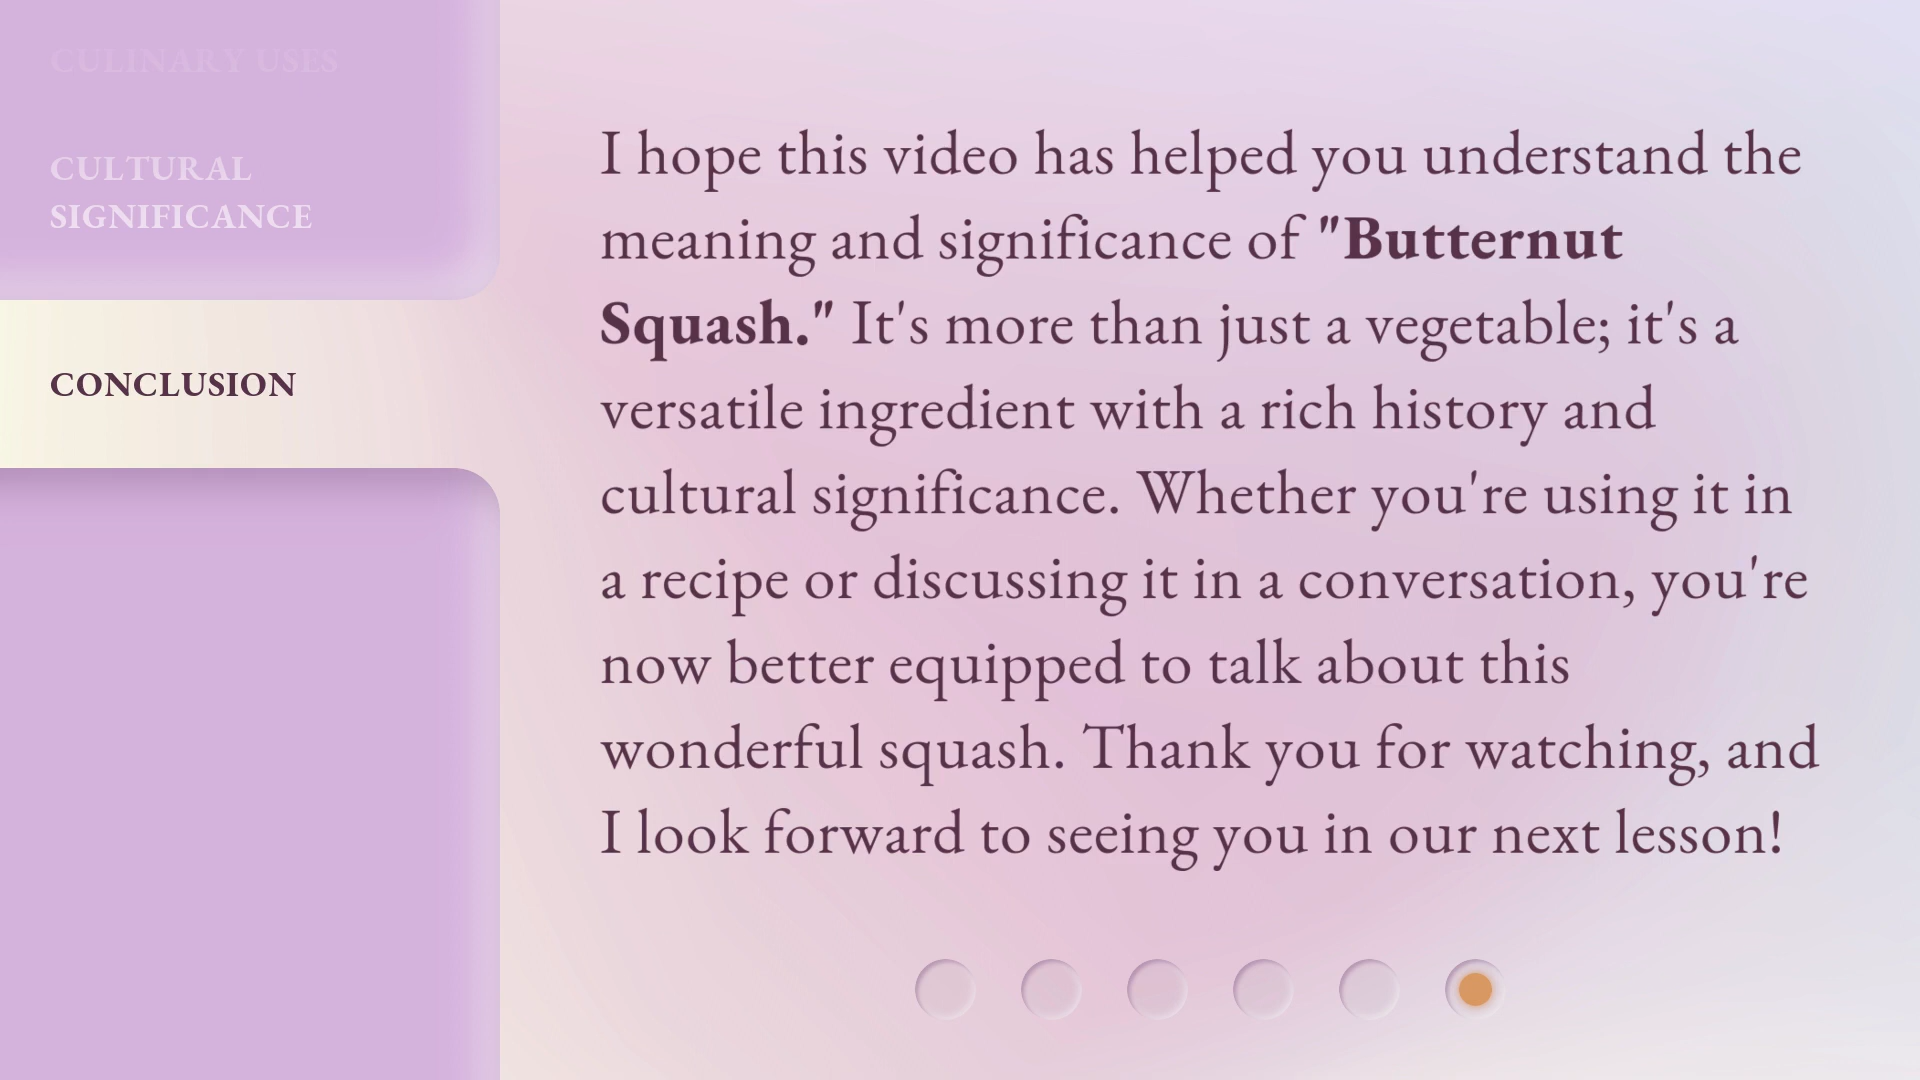 CULINARY USES
CULTURAL
SIGNIFICANCE
CONCLUSION
I hope this video has helped you understand the
meaning and significance of "Butternut
Squash." It's more than just a vegetable; it's a
versatile ingredient with a rich history and
cultural significance. Whether you're using it in
a recipe or discussing it in a conversation, you're
now better equipped to talk about this
wonderful squash. Thank you for watching, and
I look forward to seeing you in our next lesson!